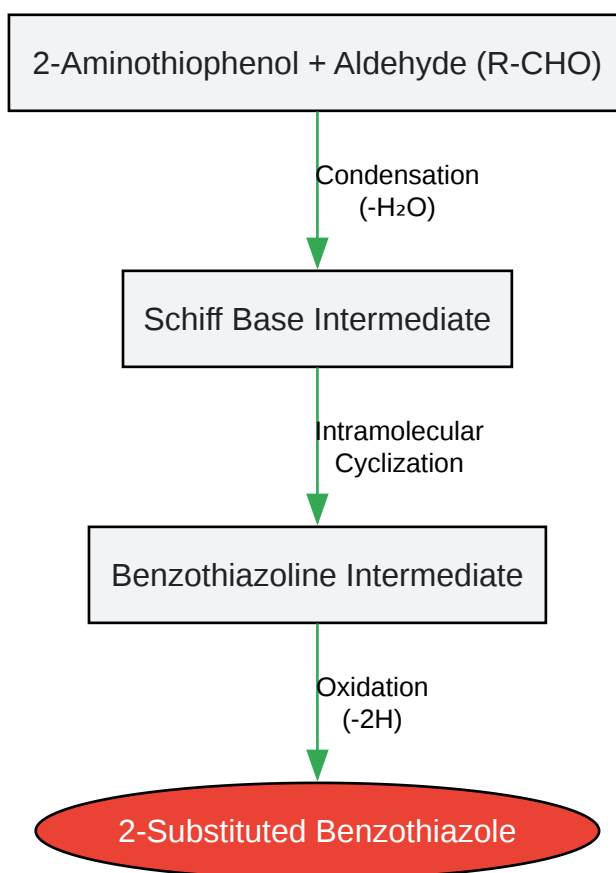 2-Aminothiophenol + Aldehyde (R-CHO)
Condensation
(-H₂O)
Schiff Base Intermediate
Intramolecular
Cyclization
Benzothiazoline Intermediate
Oxidation
(-2H)
2-Substituted Benzothiazole